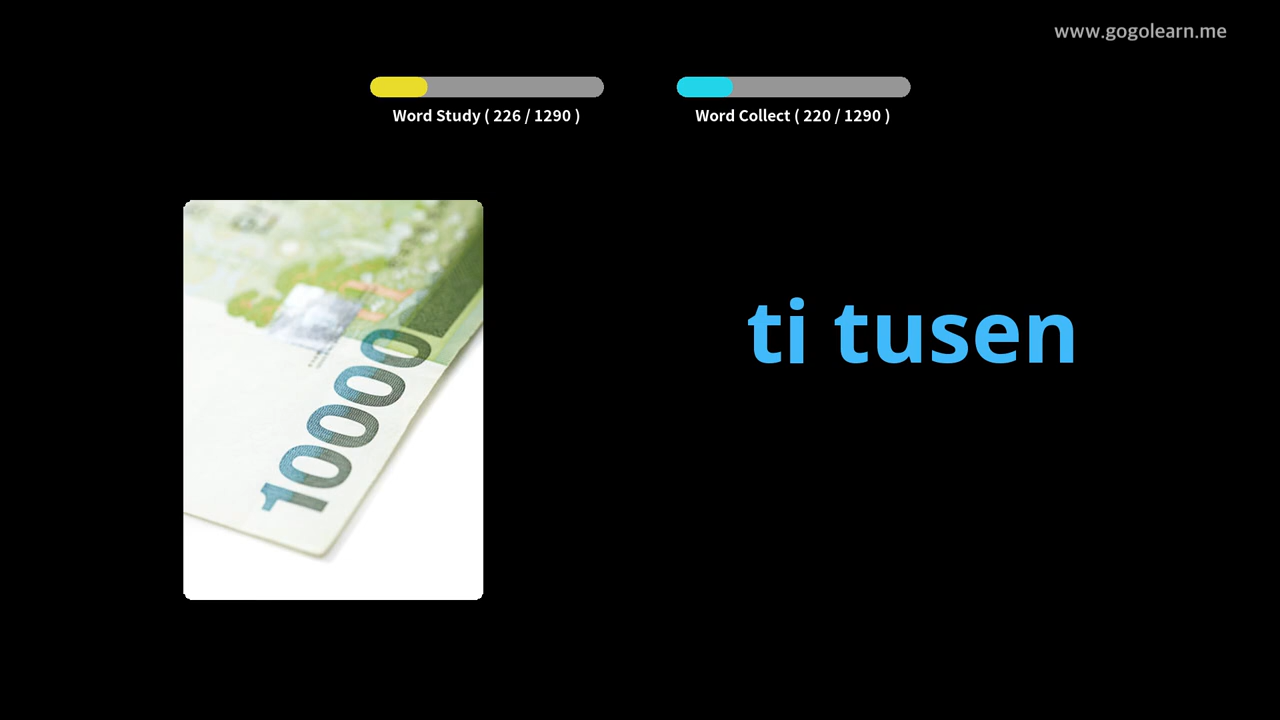 www.gogolearn.me
Word Study ( 226 / 1290 )
Word Collect ( 220 / 1290 )
10000
ti tusen